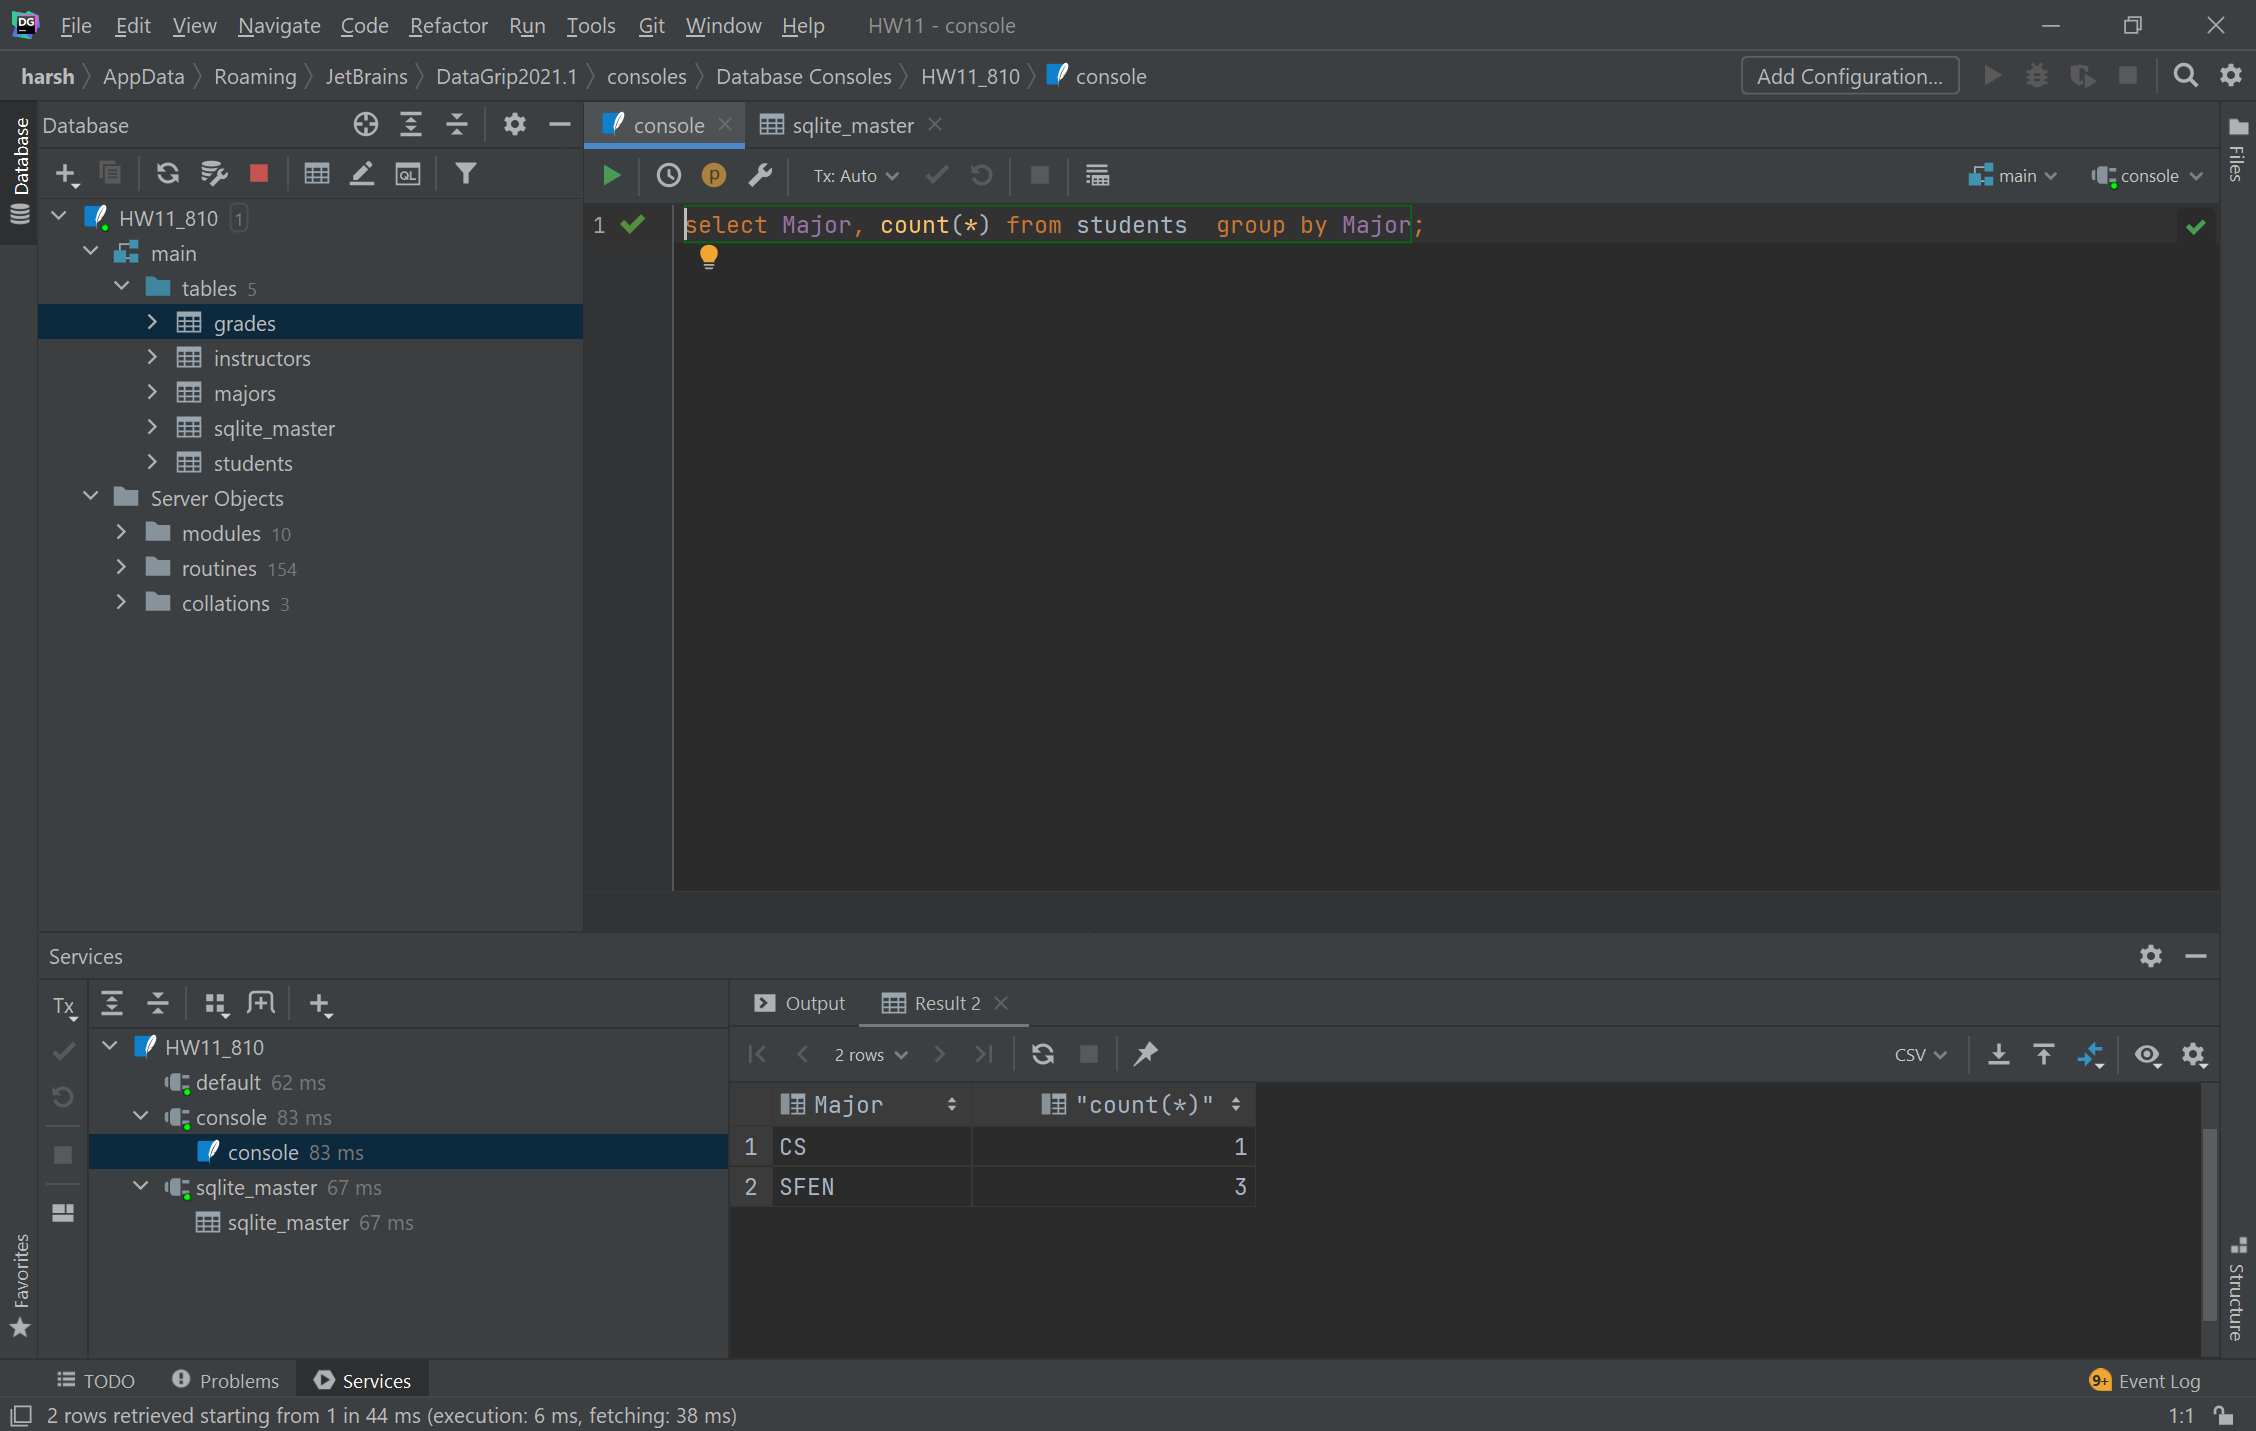 DG File Edit View Navigate Code Refactor Run Tools Git Window Help HW11 - console
harsh AppData Roaming JetBrains DataGrip2021.1 consoles Database Consoles HW11_810 console Add Configuration...
Database
Database
console
sqlite_master
Files
QL
p
Tx: Auto
main
console
HW11_810 1
main
tables 5
grades
instructors
majors
sqlite_master
students
Server Objects
modules 10
routines 154
collations 3
1 select Major, count(*) from students  group by Major;
Services
Tx
HW11_810
default 62 ms
console 83 ms
console 83 ms
sqlite_master 67 ms
sqlite_master 67 ms
Output Result 2
2 rows CSV
Major "count(*)"
1 CS 1
2 SFEN 3
Favorites
Structure
TODO Problems Services 9+ Event Log
2 rows retrieved starting from 1 in 44 ms (execution: 6 ms, fetching: 38 ms) 1:1